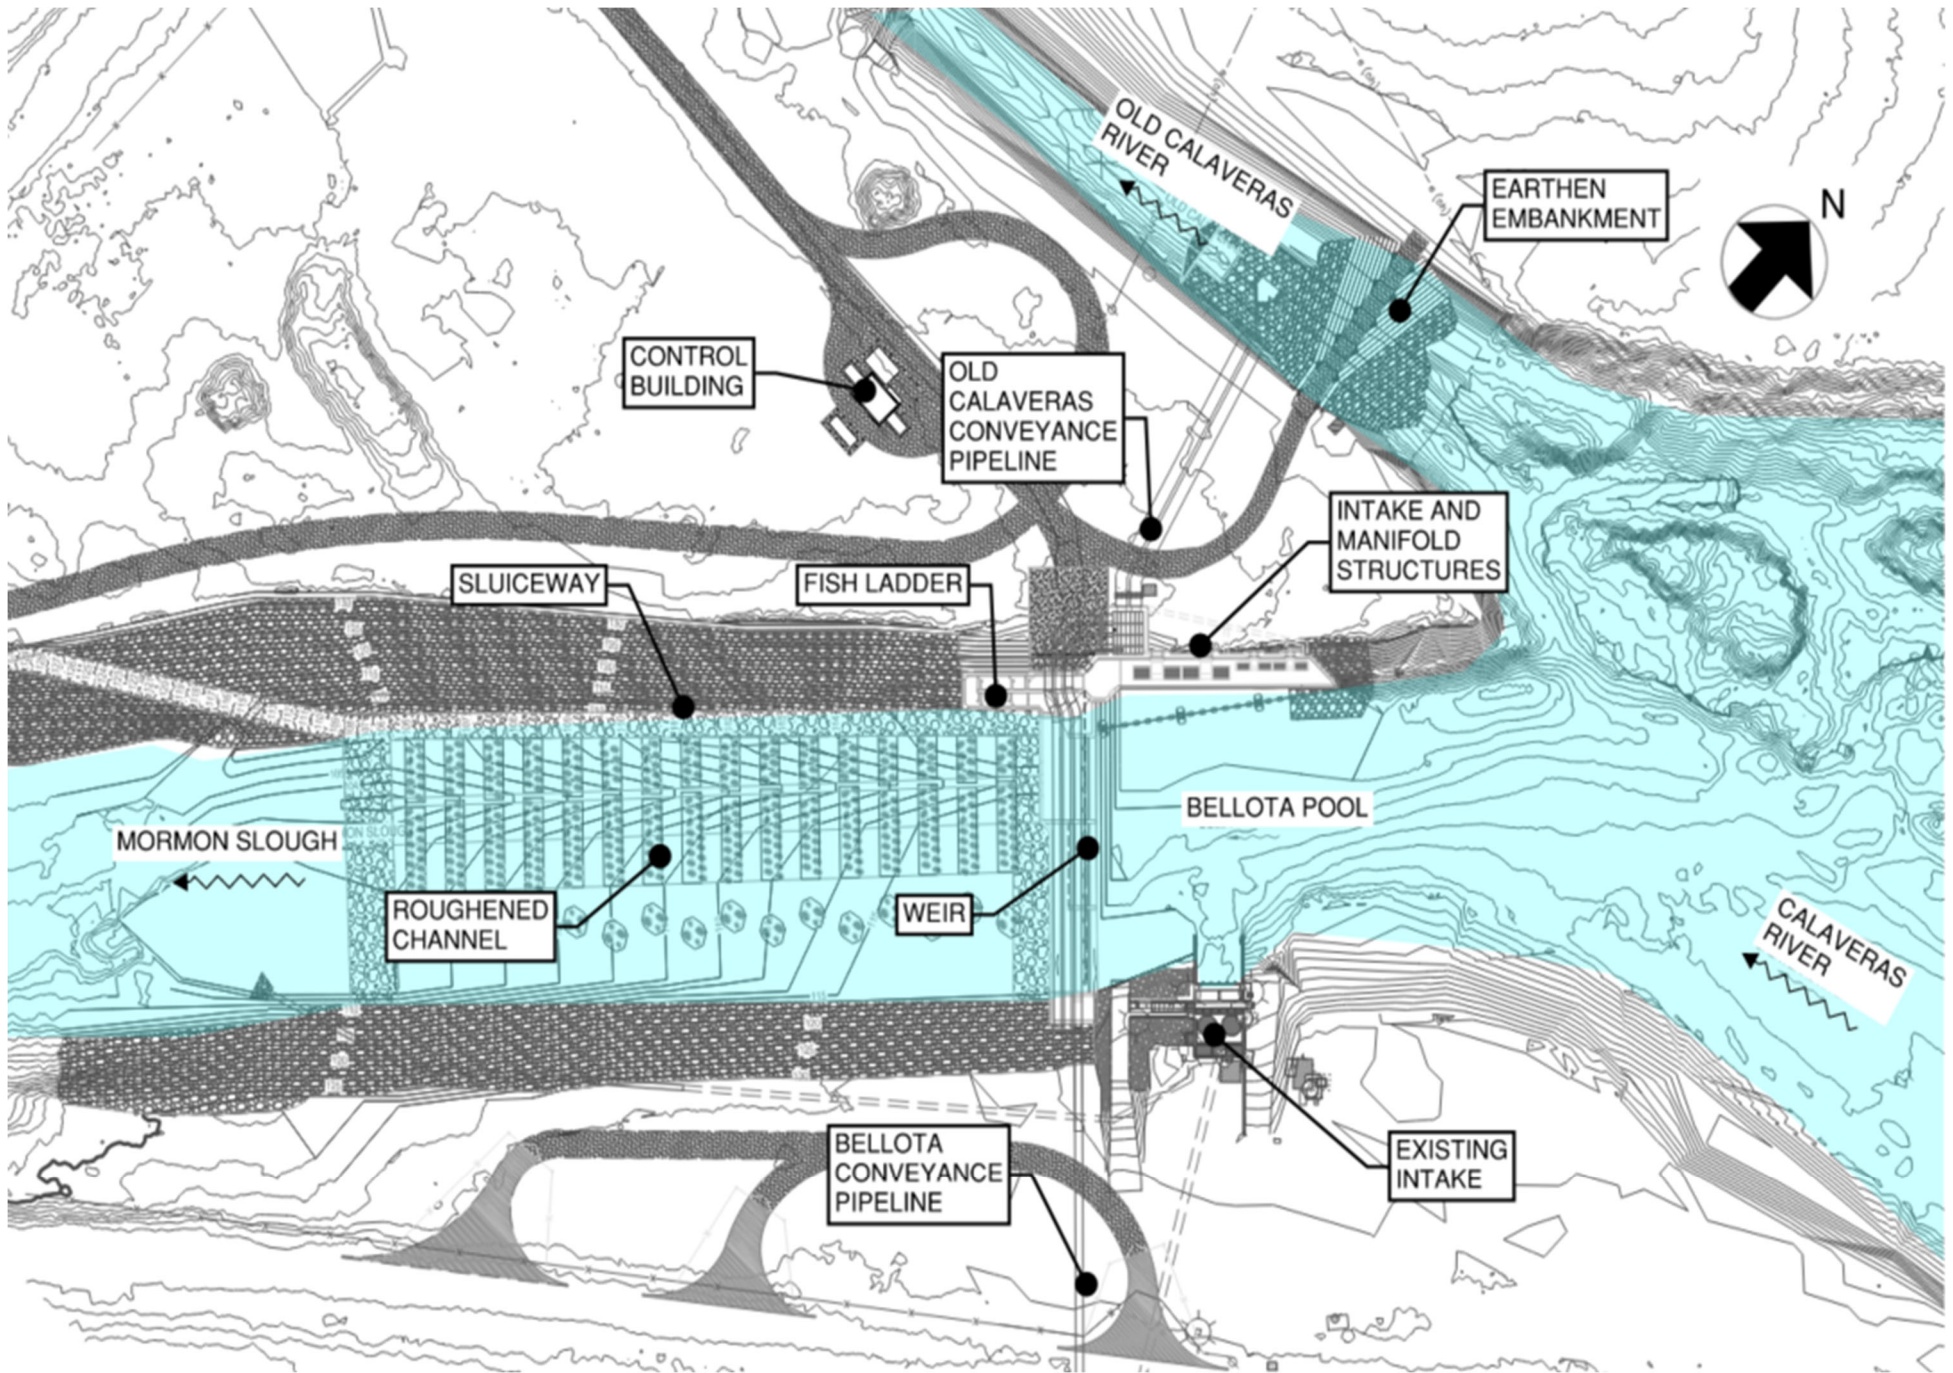 OLD CALAVERAS
RIVER
EARTHEN
EMBANKMENT
N
CONTROL
BUILDING
OLD
CALAVERAS
CONVEYANCE
PIPELINE
INTAKE AND
MANIFOLD
STRUCTURES
SLUICEWAY
FISH LADDER
BELLOTA POOL
MORMON SLOUGH
ROUGHENED
CHANNEL
WEIR
CALAVERAS
RIVER
BELLOTA
CONVEYANCE
PIPELINE
EXISTING
INTAKE